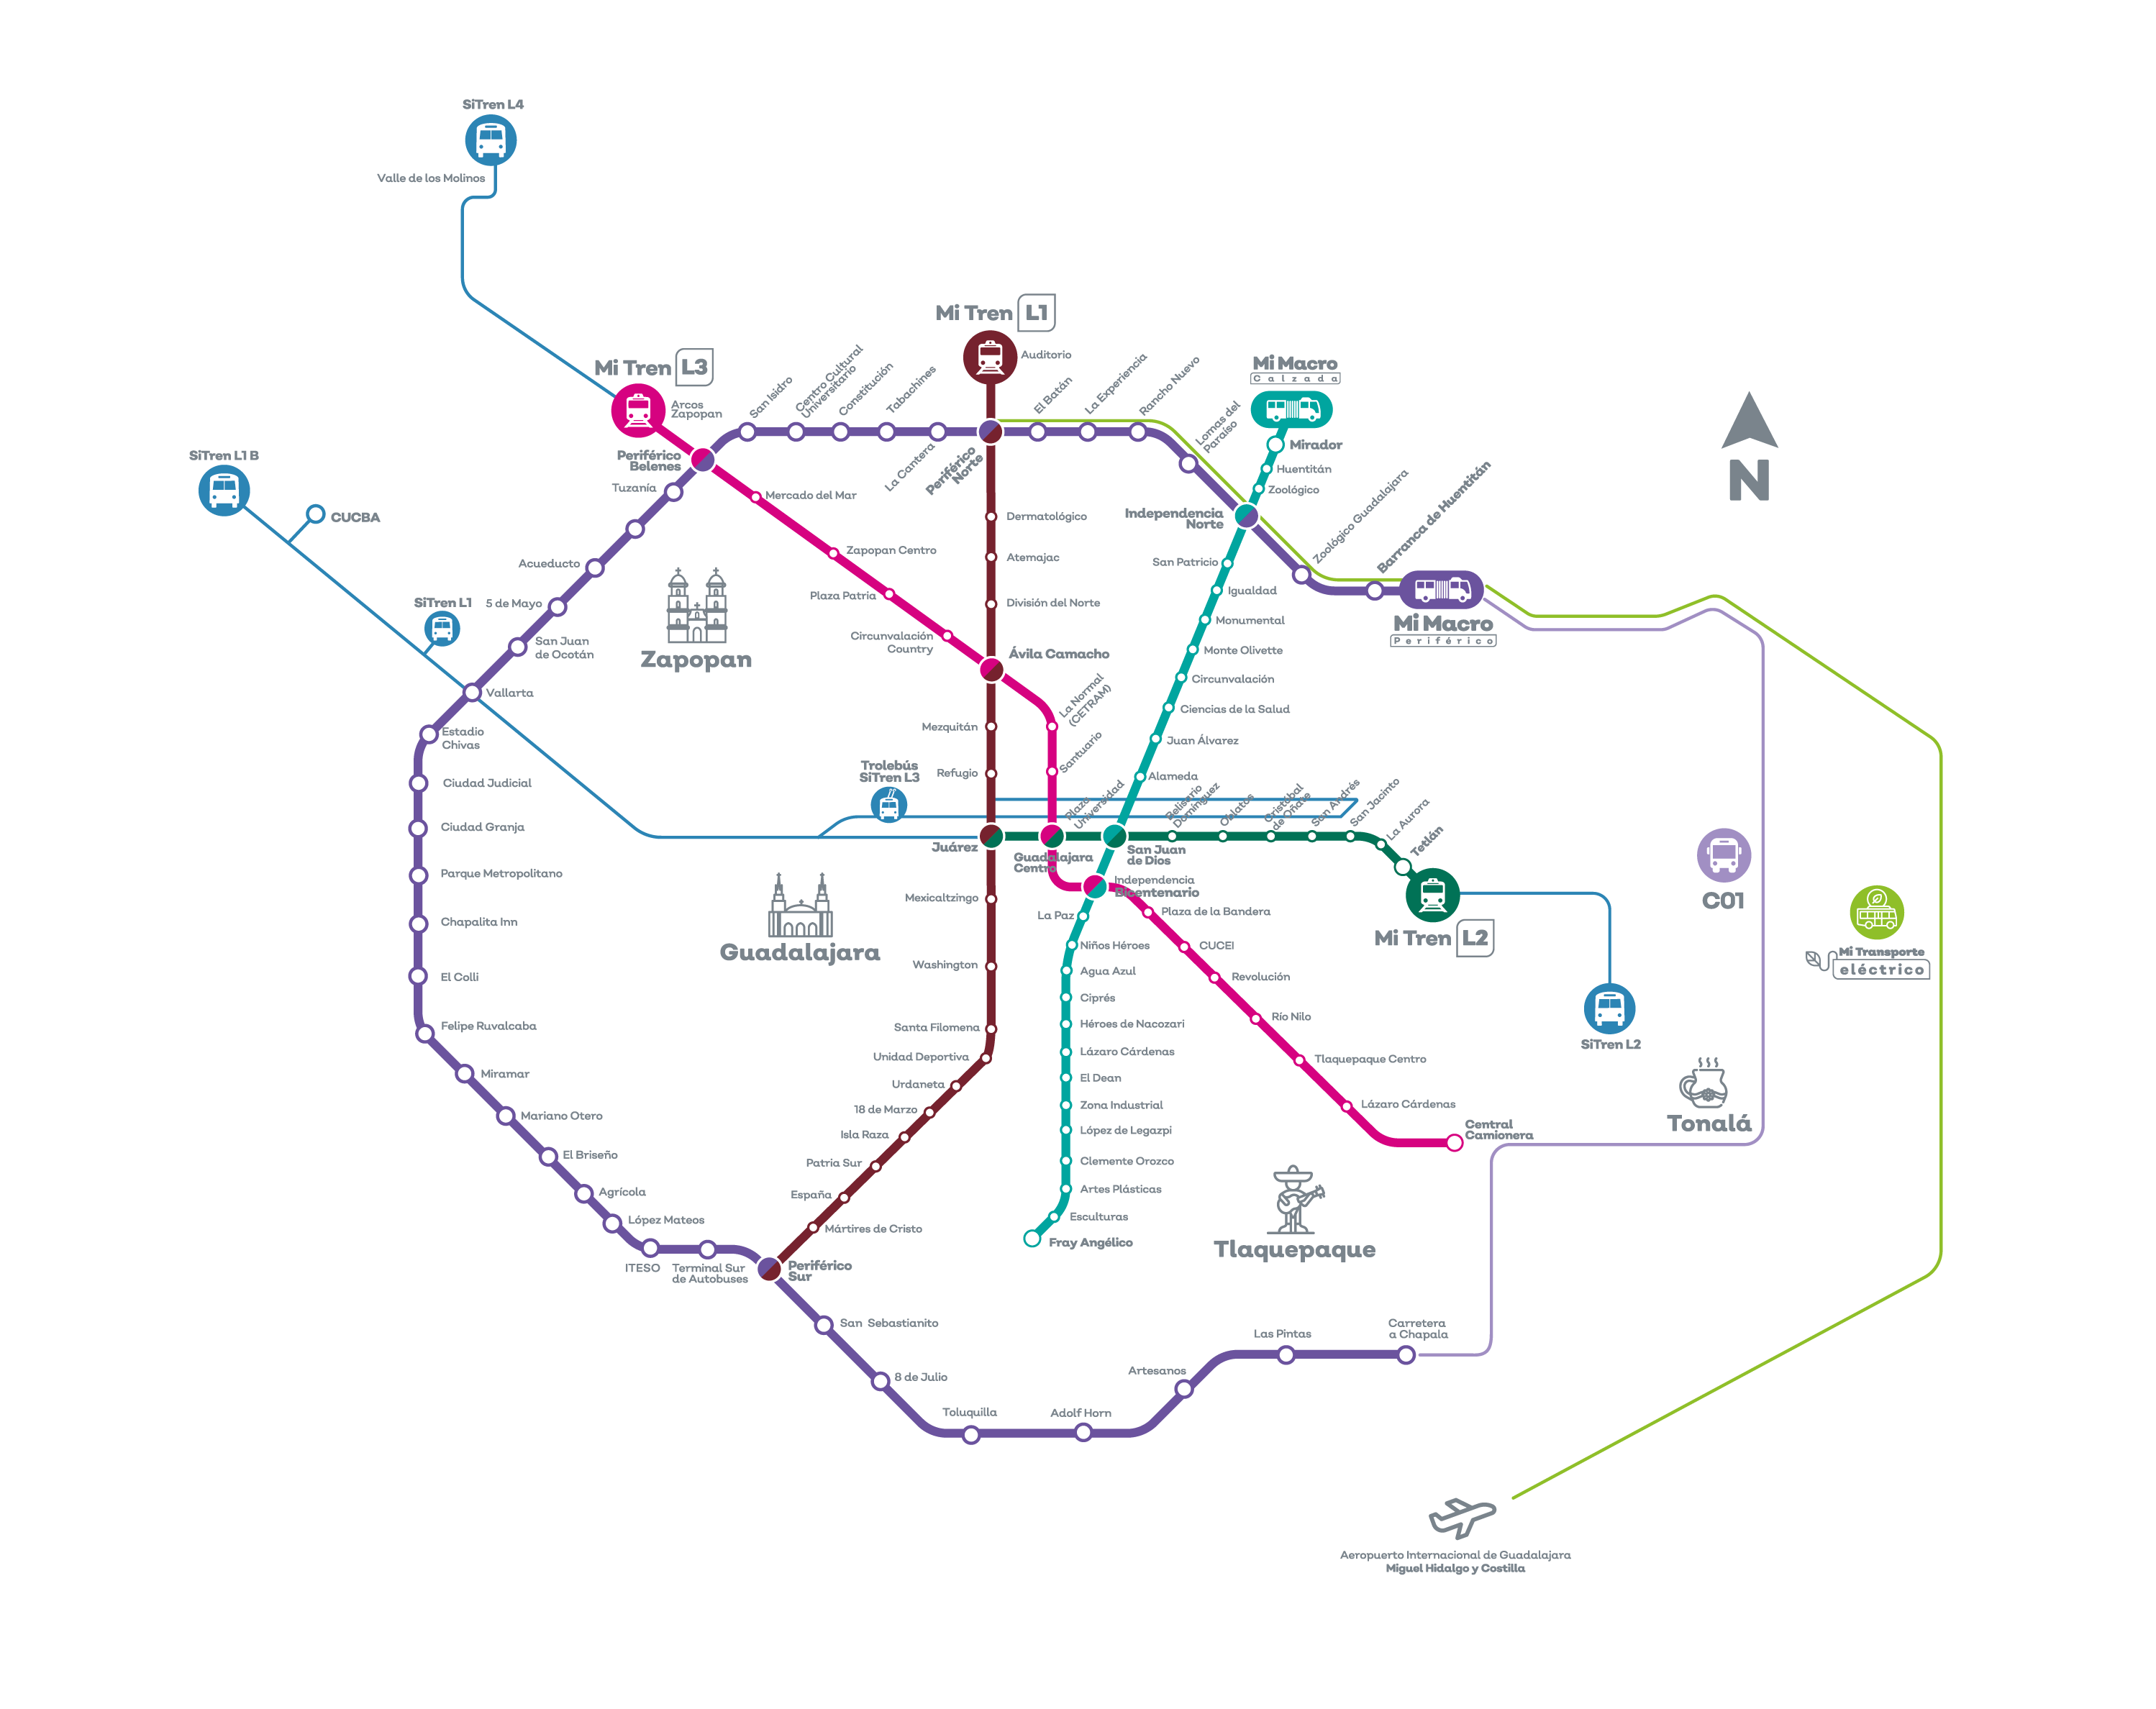 SiTren L4
Valle de los Molinos
Mi Tren L1
Auditorio
Mi Tren L3
Arcos
Zapopan
Mi Macro
Calzada
Mirador
Huentitán
Zoológico
San Isidro
Centro Cultural
Universitario
Constitución
Tabachines
La Cantera
Periférico
Norte
El Batán
La Experiencia
Rancho Nuevo
Lomas del
Paraíso
Independencia
Norte
Zoológico Guadalajara
Barranca de Huentitán
Mi Macro
Periférico
N
SiTren L1 B
CUCBA
SiTren L1
Periférico
Belenes
Tuzanía
Acueducto
5 de Mayo
San Juan
de Ocotán
Vallarta
Estadio
Chivas
Ciudad Judicial
Ciudad Granja
Parque Metropolitano
Chapalita Inn
El Colli
Felipe Ruvalcaba
Miramar
Mariano Otero
El Briseño
Agrícola
López Mateos
ITESO
Terminal Sur
de Autobuses
Periférico
Sur
San Sebastianito
8 de Julio
Toluquilla
Adolf Horn
Artesanos
Las Pintas
Carretera
a Chapala
Zapopan
Mercado del Mar
Zapopan Centro
Plaza Patria
Circunvalación
Country
Ávila Camacho
La Normal
(CETRAM)
Santuario
Plaza
Universidad
Guadalajara
Centro
Independencia
Bicentenario
Plaza de la Bandera
CUCEI
Revolución
Río Nilo
Tlaquepaque Centro
Lázaro Cárdenas
Central
Camionera
Dermatológico
Atemajac
División del Norte
Mezquitán
Refugio
Trolebús
SiTren L3
Juárez
Mexicaltzingo
Washington
Santa Filomena
Unidad Deportiva
Urdaneta
18 de Marzo
Isla Raza
Patria Sur
España
Mártires de Cristo
Guadalajara
San Patricio
Igualdad
Monumental
Monte Olivette
Circunvalación
Ciencias de la Salud
Juan Álvarez
Alameda
San Juan
de Dios
La Paz
Niños Héroes
Agua Azul
Ciprés
Héroes de Nacozari
Lázaro Cárdenas
El Dean
Zona Industrial
López de Legazpi
Clemente Orozco
Artes Plásticas
Esculturas
Fray Angélico
Belisario
Domínguez
Oblatos
Cristóbal
de Oñate
San Andrés
San Jacinto
La Aurora
Tetlán
Mi Tren L2
SiTren L2
C01
Mi Transporte
eléctrico
Tonalá
Tlaquepaque
Aeropuerto Internacional de Guadalajara
Miguel Hidalgo y Costilla